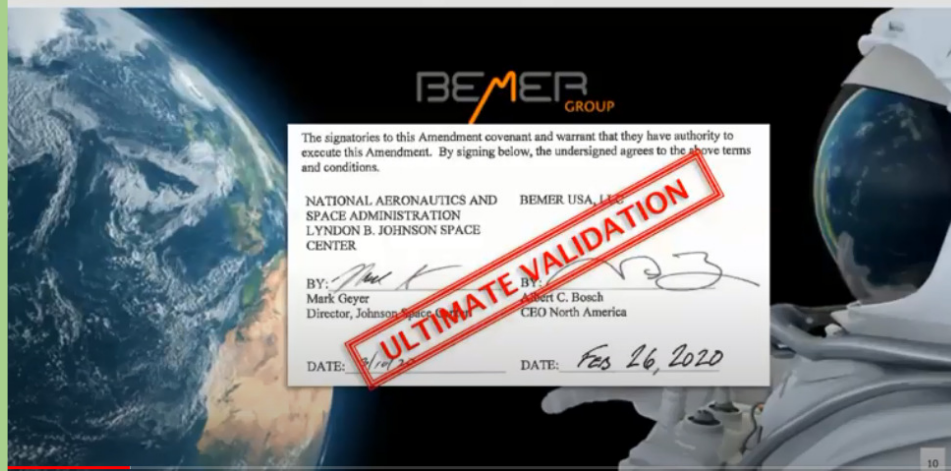 BEMER
GROUP
The signatories to this Amendment covenant and warrant that they have authority to
execute this Amendment. By signing below, the undersigned agrees to the above terms
and conditions.
NATIONAL AERONAUTICS AND
SPACE ADMINISTRATION
LYNDON B. JOHNSON SPACE
CENTER
BEMER USA, LLC
BY:
Mark Geyer
Director, Johnson Space Center
BY:
Albert C. Bosch
CEO North America
DATE:
DATE: FEB 26, 2020
ULTIMATE VALIDATION
10